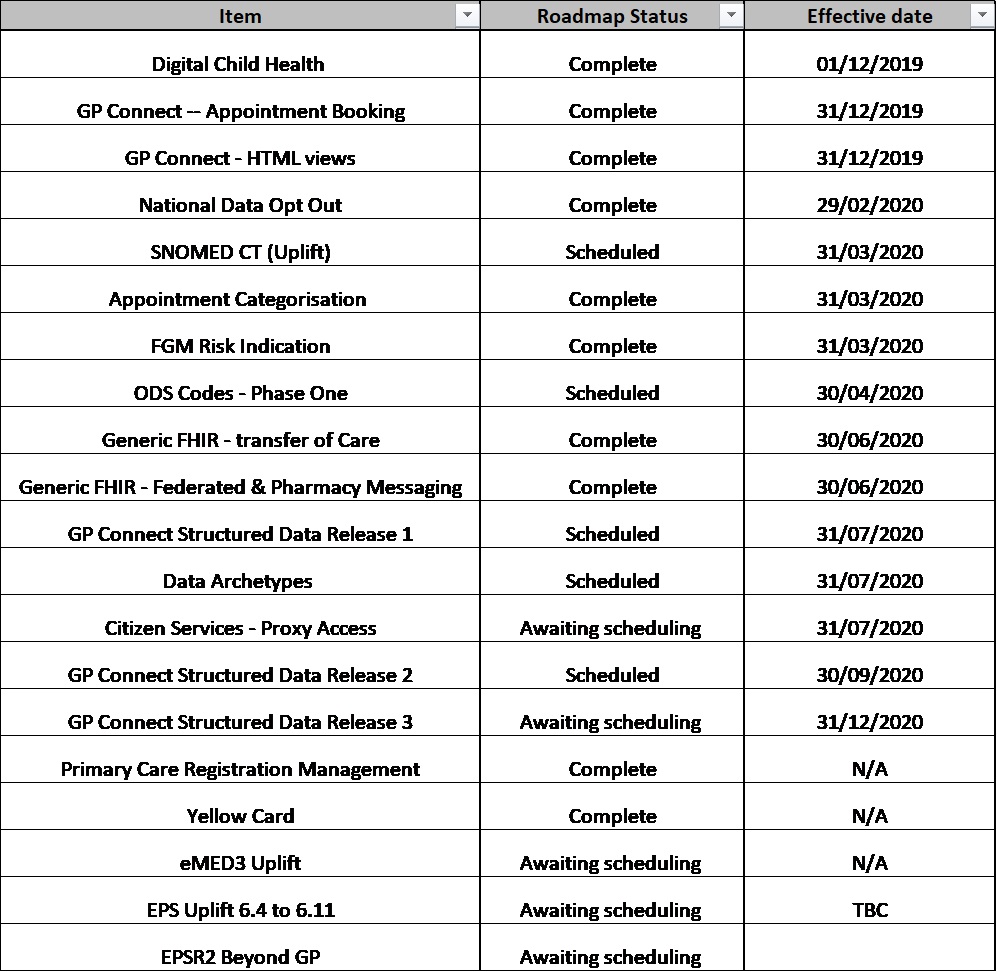 Item Roadmap Status Effective date
Digital Child Health Complete 01/12/2019
GP Connect -- Appointment Booking Complete 31/12/2019
GP Connect - HTML views Complete 31/12/2019
National Data Opt Out Complete 29/02/2020
SNOMED CT (Uplift) Scheduled 31/03/2020
Appointment Categorisation Complete 31/03/2020
FGM Risk Indication Complete 31/03/2020
ODS Codes - Phase One Scheduled 30/04/2020
Generic FHIR - transfer of Care Complete 30/06/2020
Generic FHIR - Federated & Pharmacy Messaging Complete 30/06/2020
GP Connect Structured Data Release 1 Scheduled 31/07/2020
Data Archetypes Scheduled 31/07/2020
Citizen Services - Proxy Access Awaiting scheduling 31/07/2020
GP Connect Structured Data Release 2 Scheduled 30/09/2020
GP Connect Structured Data Release 3 Awaiting scheduling 31/12/2020
Primary Care Registration Management Complete N/A
Yellow Card Complete N/A
eMED3 Uplift Awaiting scheduling N/A
EPS Uplift 6.4 to 6.11 Awaiting scheduling TBC
EPSR2 Beyond GP Awaiting scheduling